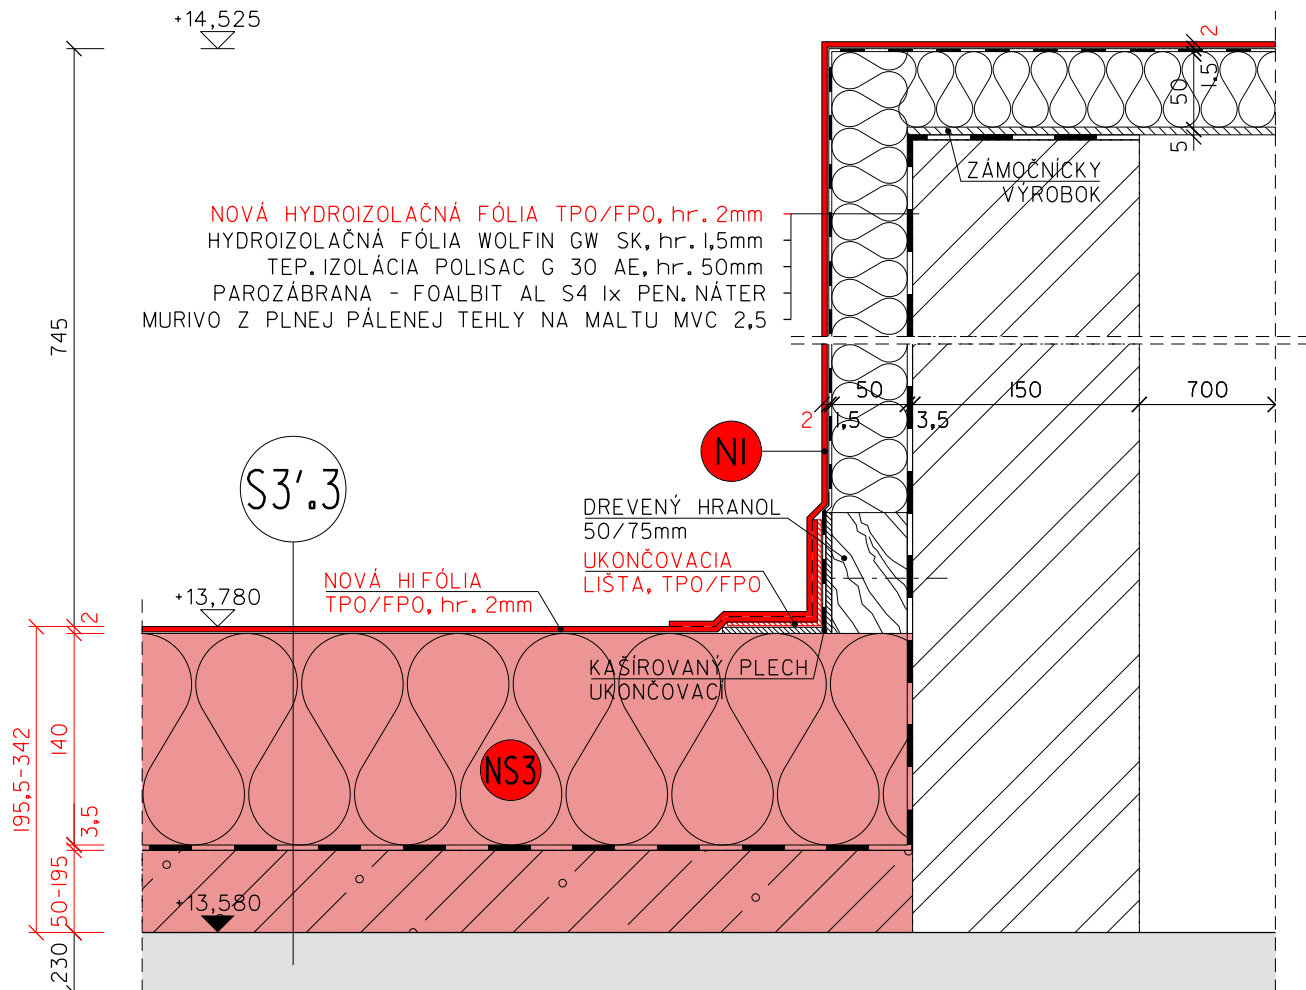 +14,525
2
1,5
50
5
ZÁMOČNÍCKY
VÝROBOK
NOVÁ HYDROIZOLAČNÁ FÓLIA TPO/FPO, hr. 2mm
HYDROIZOLAČNÁ FÓLIA WOLFIN GW SK, hr. 1,5mm
TEP. IZOLÁCIA POLISAC G 30 AE, hr. 50mm
PAROZÁBRANA - FOALBIT AL S4 1x PEN. NÁTER
MURIVO Z PLNEJ PÁLENEJ TEHLY NA MALTU MVC 2,5
745
50
150
700
2
1,5
3,5
N1
S3'.3
DREVENÝ HRANOL
50/75mm
UKONČOVACIA
LIŠTA, TPO/FPO
NOVÁ HI FÓLIA
TPO/FPO, hr. 2mm
+13,780
2
KAŠÍROVANÝ PLECH
UKONČOVACÍ
195,5-342
140
NS3
3,5
50-195
+13,580
230